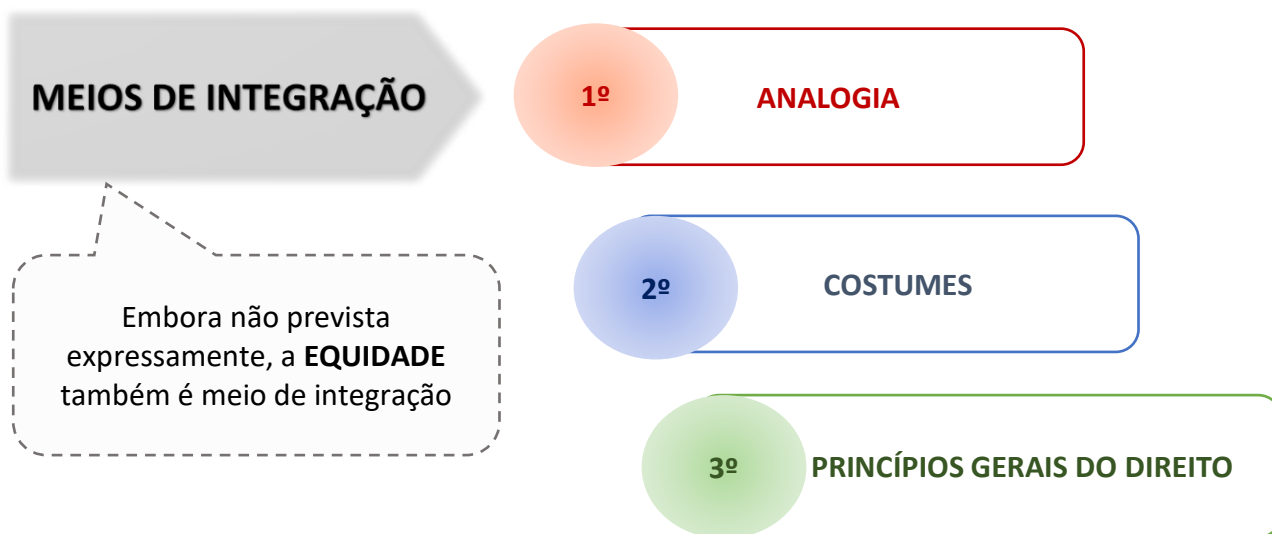 MEIOS DE INTEGRAÇÃO
1º
ANALOGIA
2º
COSTUMES
Embora não prevista
expressamente, a EQUIDADE
também é meio de integração
3º
PRINCÍPIOS GERAIS DO DIREITO